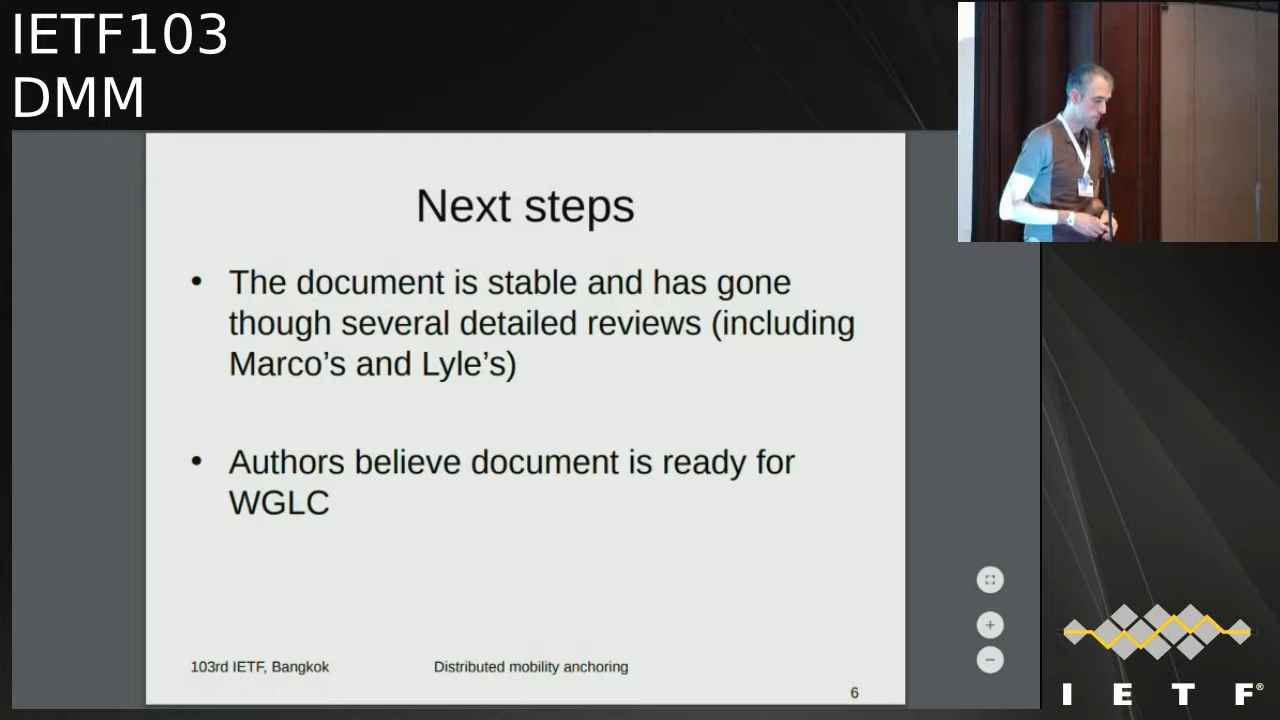 IETF103
DMM
Next steps
• The document is stable and has gone
though several detailed reviews (including
Marco’s and Lyle’s)
• Authors believe document is ready for
WGLC
103rd IETF, Bangkok
Distributed mobility anchoring
6
I E T F®